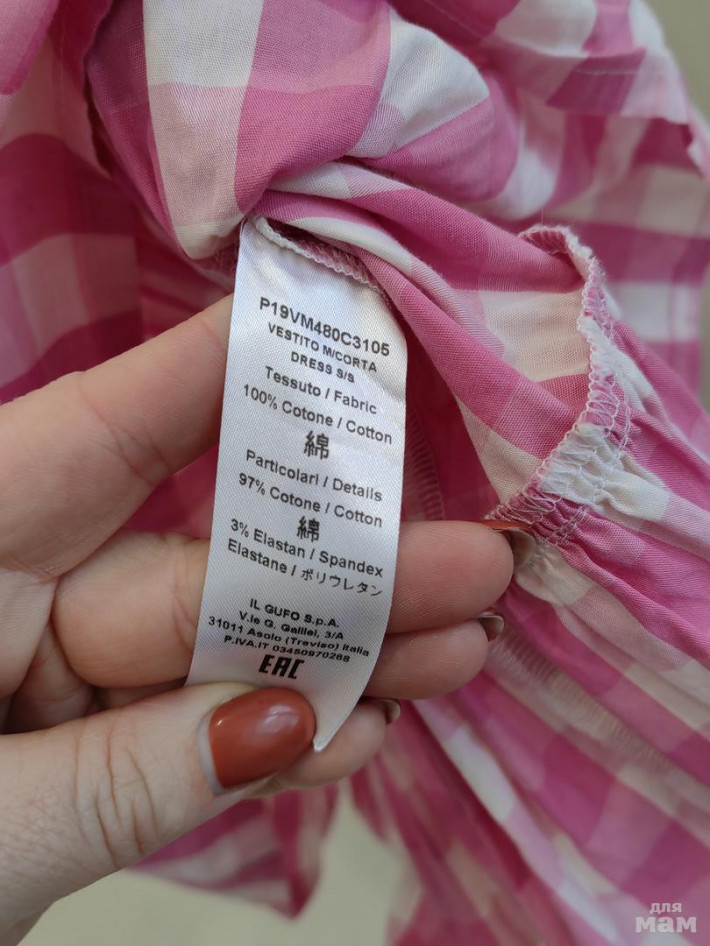 P19VM480C3105
VESTITO M/CORTA
DRESS S/S
Tessuto / Fabric
100% Cotone / Cotton
綿
Particolari / Details
97% Cotone / Cotton
綿
3% Elastan / Spandex
Elastane / ポリウレタン
IL GUFO S.p.A.
V.le G. Galilei, 3/A
31011 Asolo (Treviso) Italia
P.IVA.IT 03450970268
EAC
для
мам